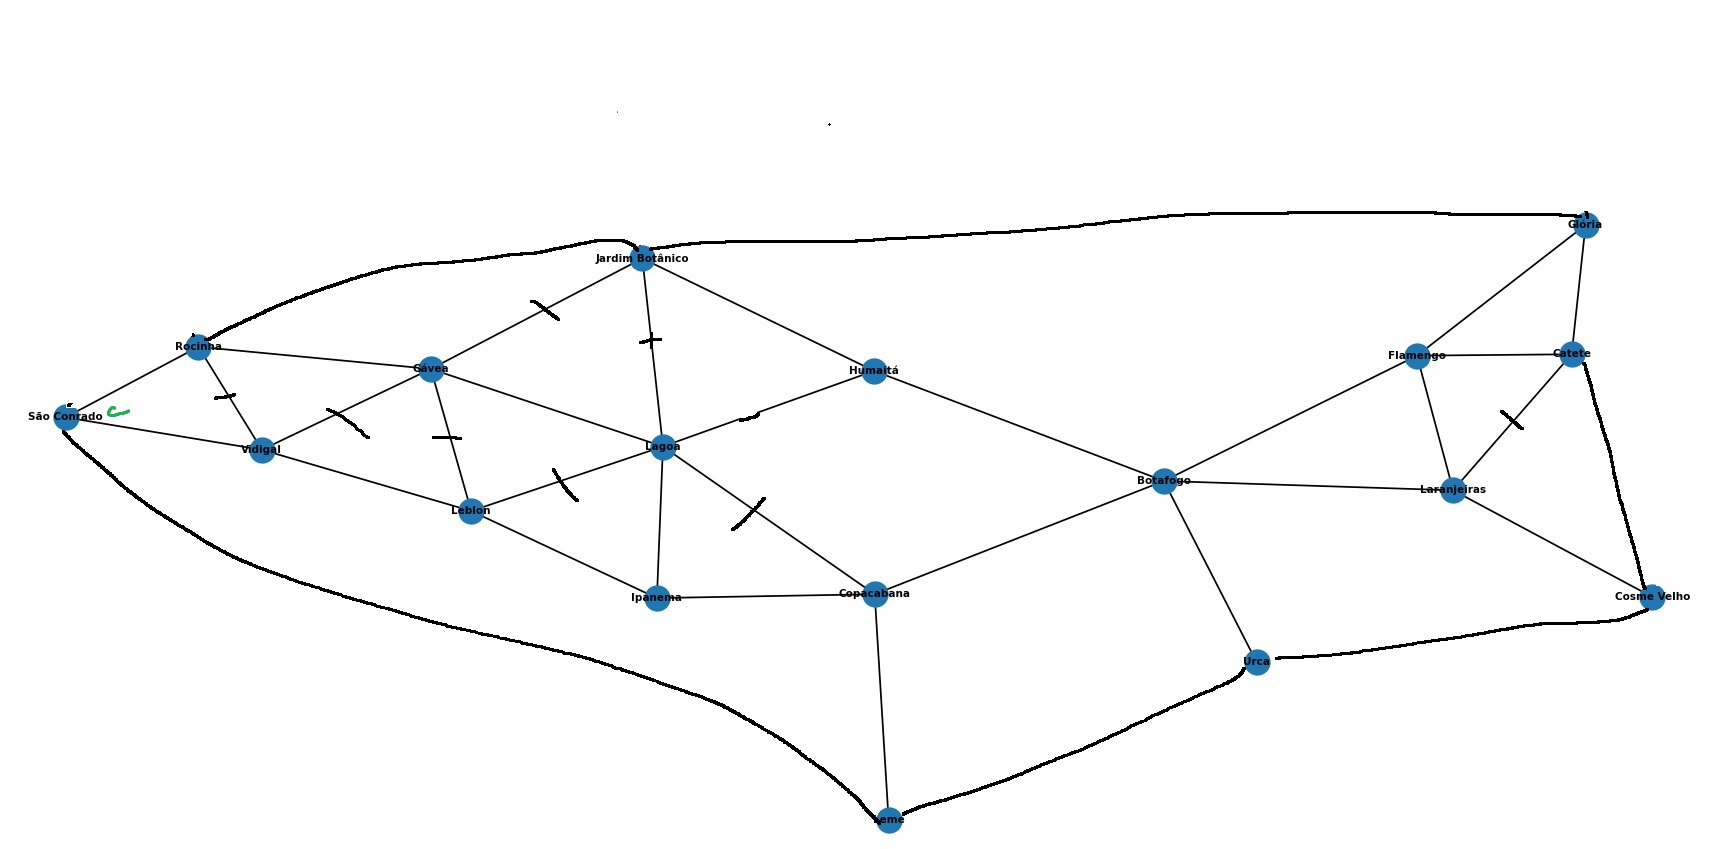 Glória
Jardim Botânico
Rocinha
Catete
Flamengo
Gávea
Humaitá
São Conrado
c
Lagoa
Vidigal
Botafogo
Laranjeiras
Leblon
Copacabana
Cosme Velho
Ipanema
Urca
Leme